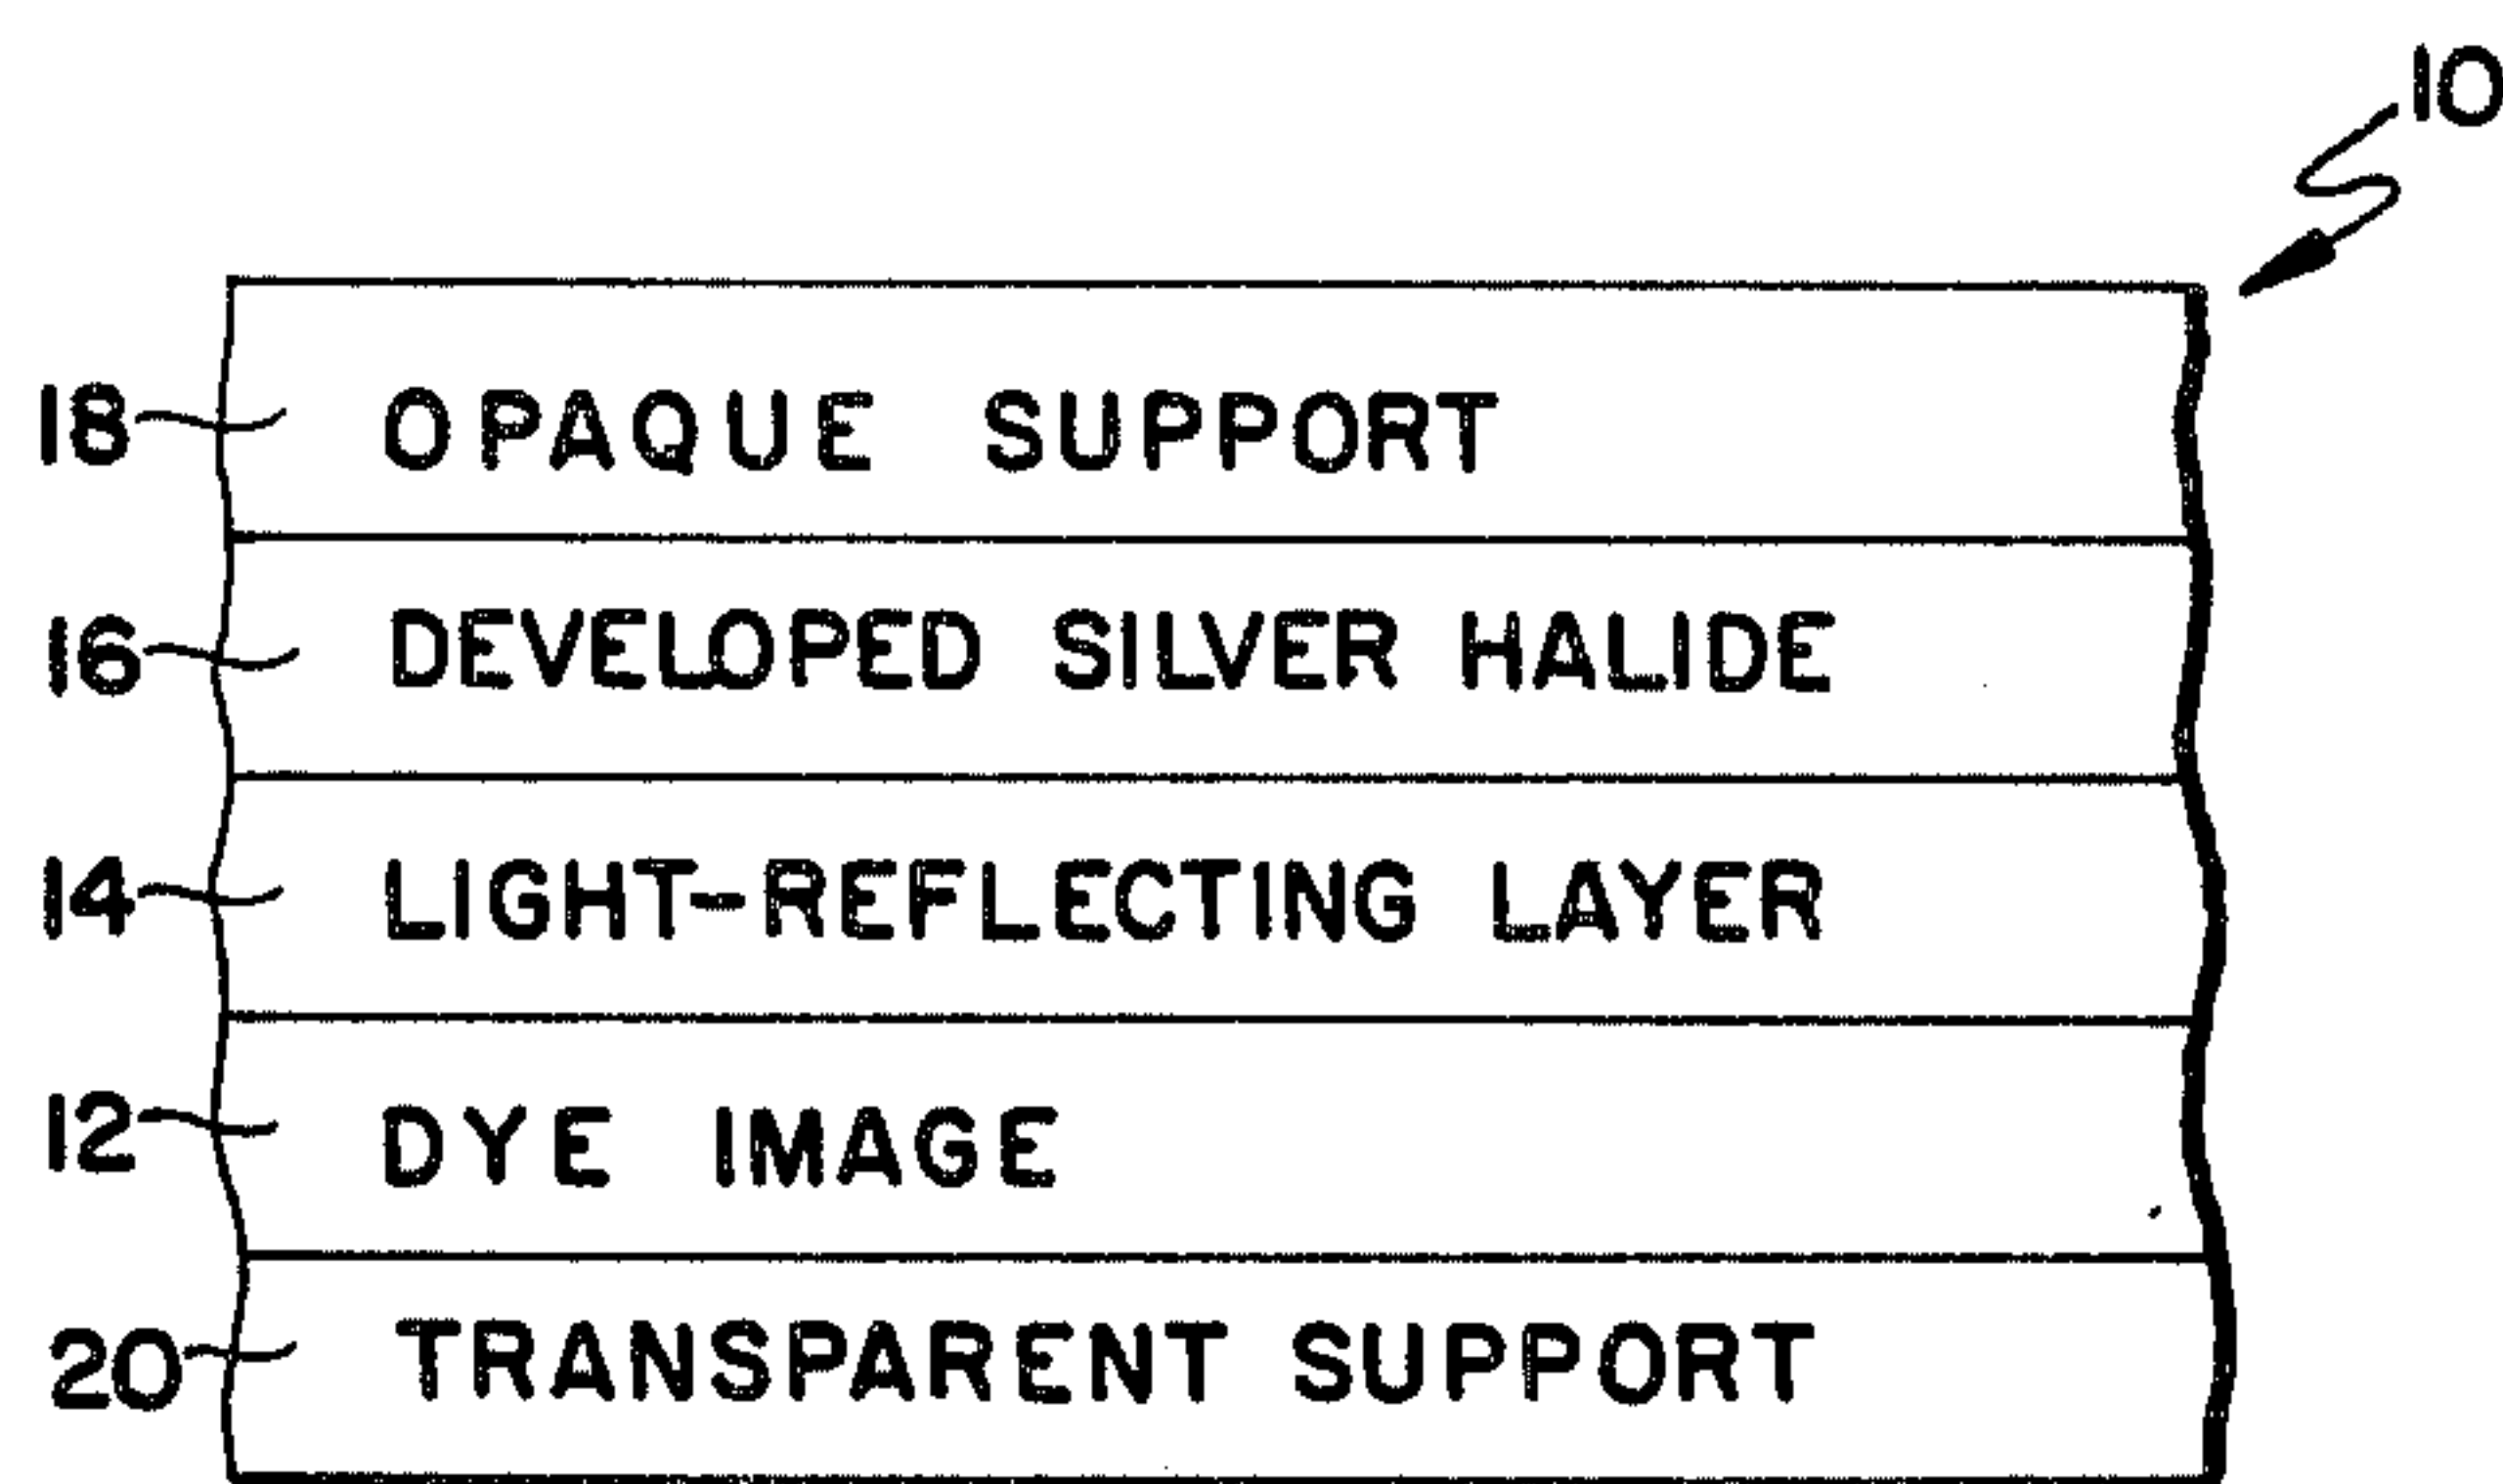 10
18 OPAQUE SUPPORT
16 DEVELOPED SILVER HALIDE
14 LIGHT-REFLECTING LAYER
12 DYE IMAGE
20 TRANSPARENT SUPPORT